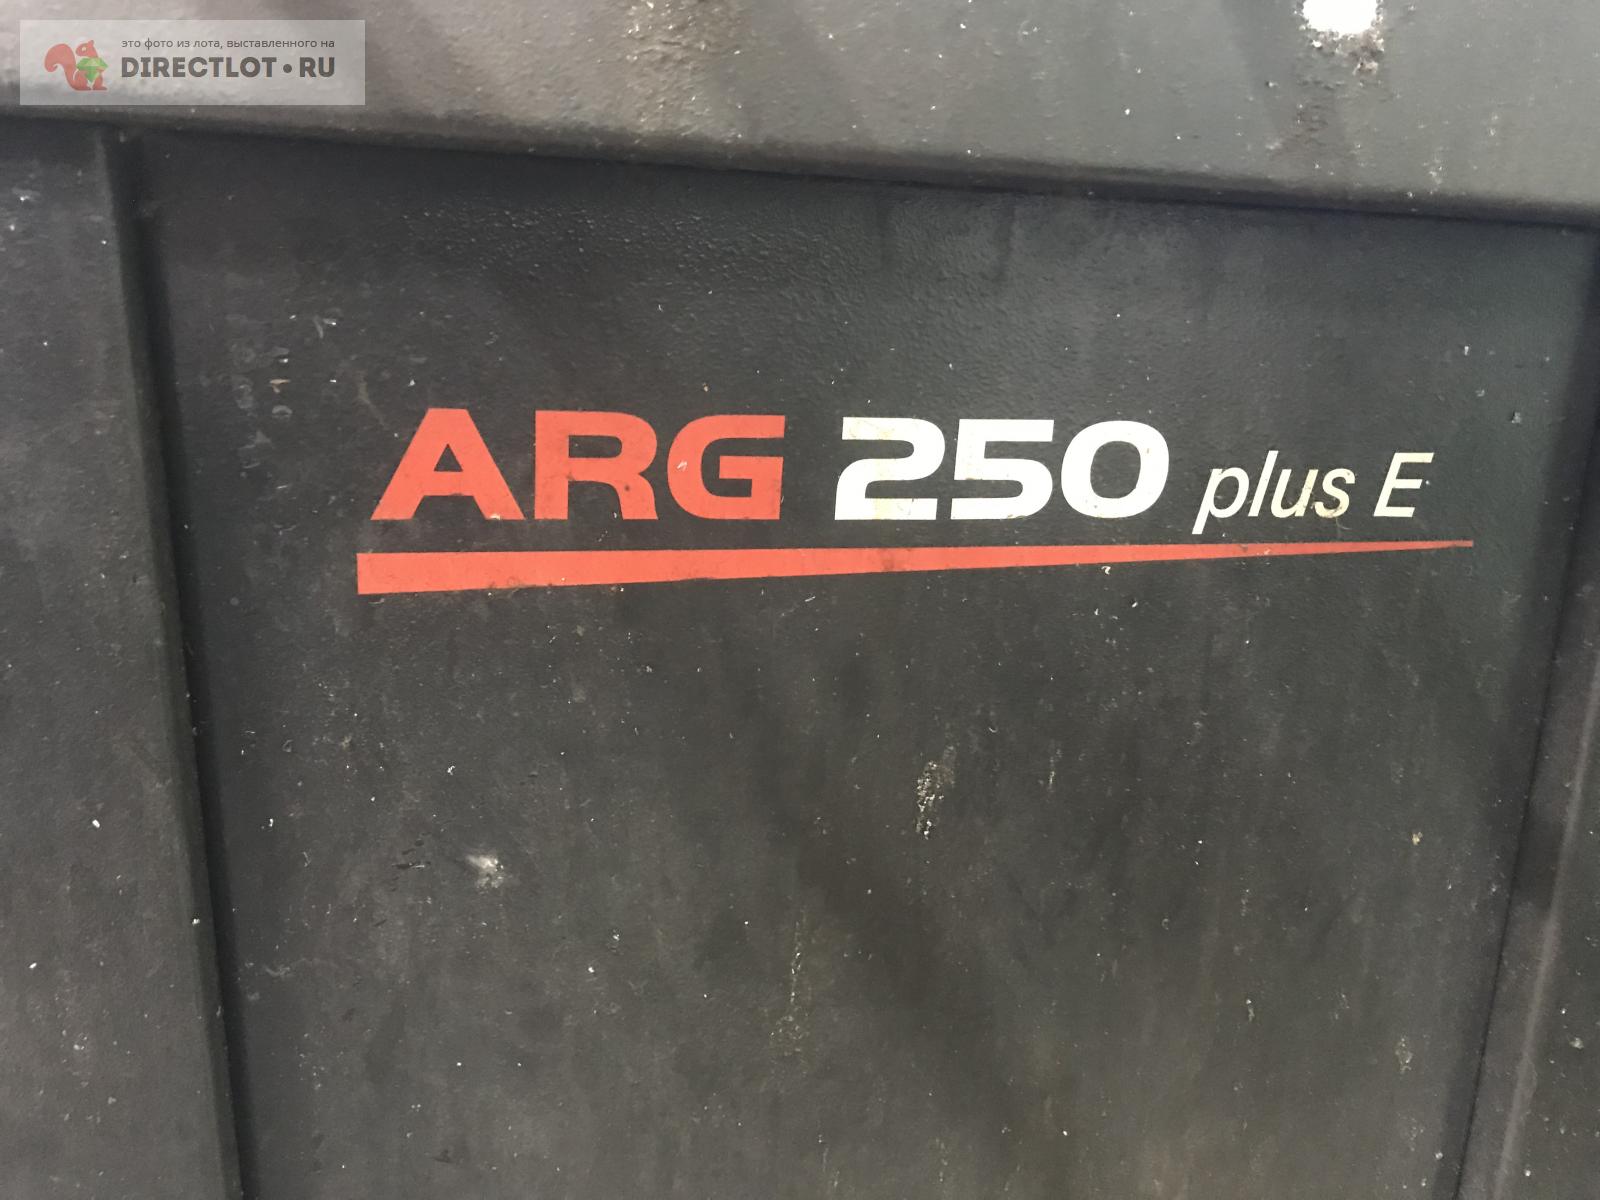 это фото из лота, выставленного на
DIRECTLOT•RU
ARG 250 plus E